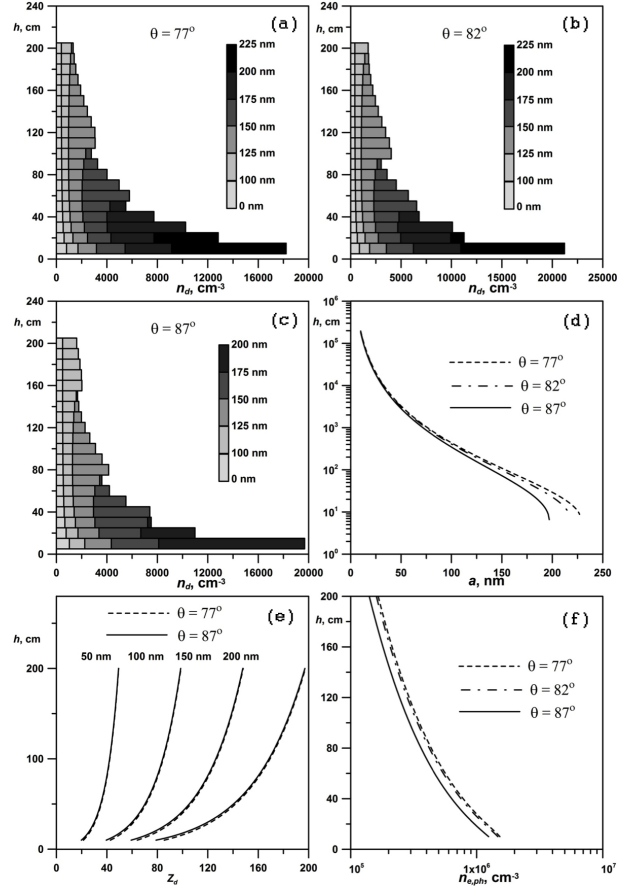 (a)
θ = 77°
h, cm
240
200
160
120
80
40
0
225 nm
200 nm
175 nm
150 nm
125 nm
100 nm
0 nm
0 4000 8000 12000 16000 20000
n_d, cm⁻³
(b)
θ = 82°
h, cm
240
200
160
120
80
40
0
225 nm
200 nm
175 nm
150 nm
125 nm
100 nm
0 nm
0 5000 10000 15000 20000 25000
n_d, cm⁻³
(c)
θ = 87°
h, cm
240
200
160
120
80
40
0
200 nm
175 nm
150 nm
125 nm
100 nm
0 nm
0 4000 8000 12000 16000 20000
n_d, cm⁻³
(d)
h, cm
10⁶
10⁵
10⁴
10³
10²
10¹
10⁰
θ = 77°
θ = 82°
θ = 87°
0 50 100 150 200 250
a, nm
(e)
θ = 77°
θ = 87°
h, cm
300
200
100
0
50 nm 100 nm 150 nm 200 nm
0 40 80 120 160 200
Z_d
(f)
h, cm
200
160
120
80
40
0
θ = 77°
θ = 82°
θ = 87°
10⁵ 1x10⁶ 10⁷
n_e,ph, cm⁻³